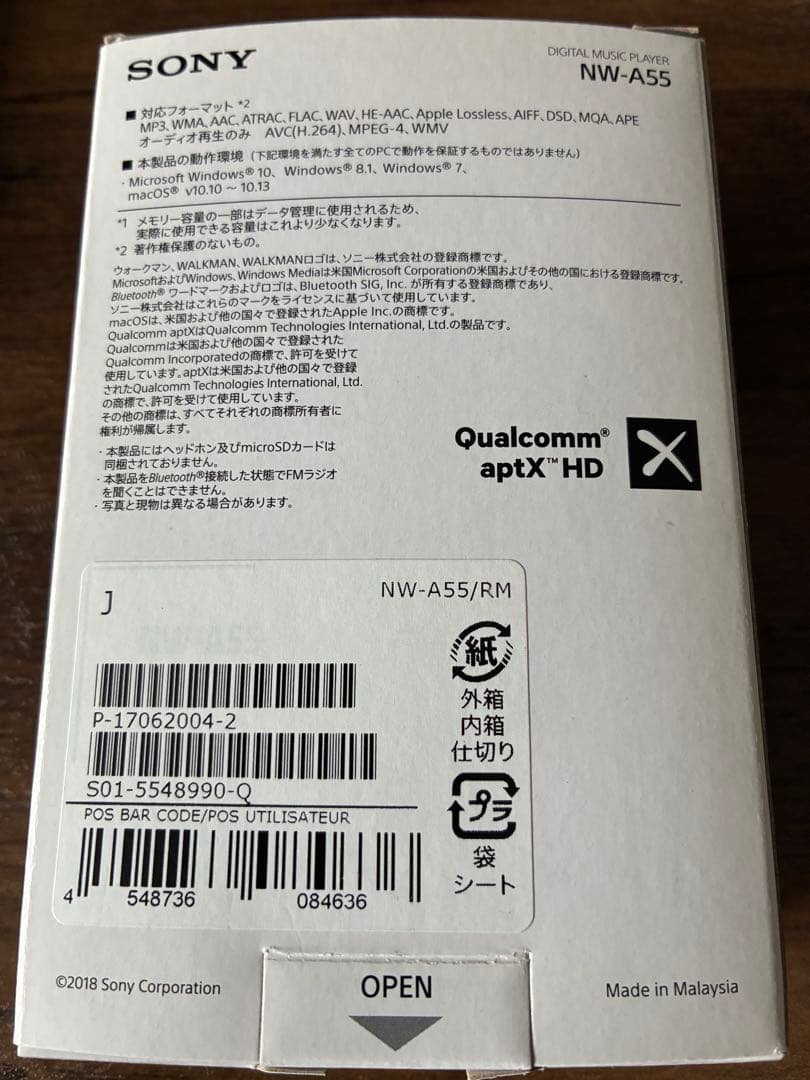 SONY
DIGITAL MUSIC PLAYER
NW-A55
■ 対応フォーマット *2
MP3、WMA、AAC、ATRAC、FLAC、WAV、HE-AAC、Apple Lossless、AIFF、DSD、MQA、APE
オーディオ再生のみ AVC(H.264)、MPEG-4、WMV
■ 本製品の動作環境 (下記環境を満たす全てのPCで動作を保証するものではありません)
・Microsoft Windows® 10、Windows® 8.1、Windows® 7、
macOS® v10.10 ~ 10.13
*1 メモリー容量の一部はデータ管理に使用されるため、
実際に使用できる容量はこれより少なくなります。
*2 著作権保護のないもの。
ウォークマン、WALKMAN、WALKMANロゴは、ソニー株式会社の登録商標です。
MicrosoftおよびWindows、Windows Mediaは米国Microsoft Corporationの米国およびその他の国における登録商標です。
Bluetooth® ワードマークおよびロゴは、Bluetooth SIG, Inc. が所有する登録商標であり、
ソニー株式会社はこれらのマークをライセンスに基づいて使用しています。
macOSは、米国および他の国々で登録されたApple Inc.の商標です。
Qualcomm aptXはQualcomm Technologies International, Ltd.の製品です。
Qualcommは米国および他の国々で登録された
Qualcomm Incorporatedの商標で、許可を受けて
使用しています。aptXは米国および他の国々で登録
されたQualcomm Technologies International, Ltd.
の商標で、許可を受けて使用しています。
その他の商標は、すべてそれぞれの商標所有者に
権利が帰属します。
・本製品にはヘッドホン及びmicroSDカードは
同梱されておりません。
・本製品をBluetooth®接続した状態でFMラジオ
を聞くことはできません。
・写真と現物は異なる場合があります。
Qualcomm®
aptX™ HD
J
NW-A55/RM
P-17062004-2
S01-5548990-Q
POS BAR CODE/POS UTILISATEUR
4 548736 084636
紙
外箱
内箱
仕切り
プラ
袋
シート
©2018 Sony Corporation
OPEN
Made in Malaysia